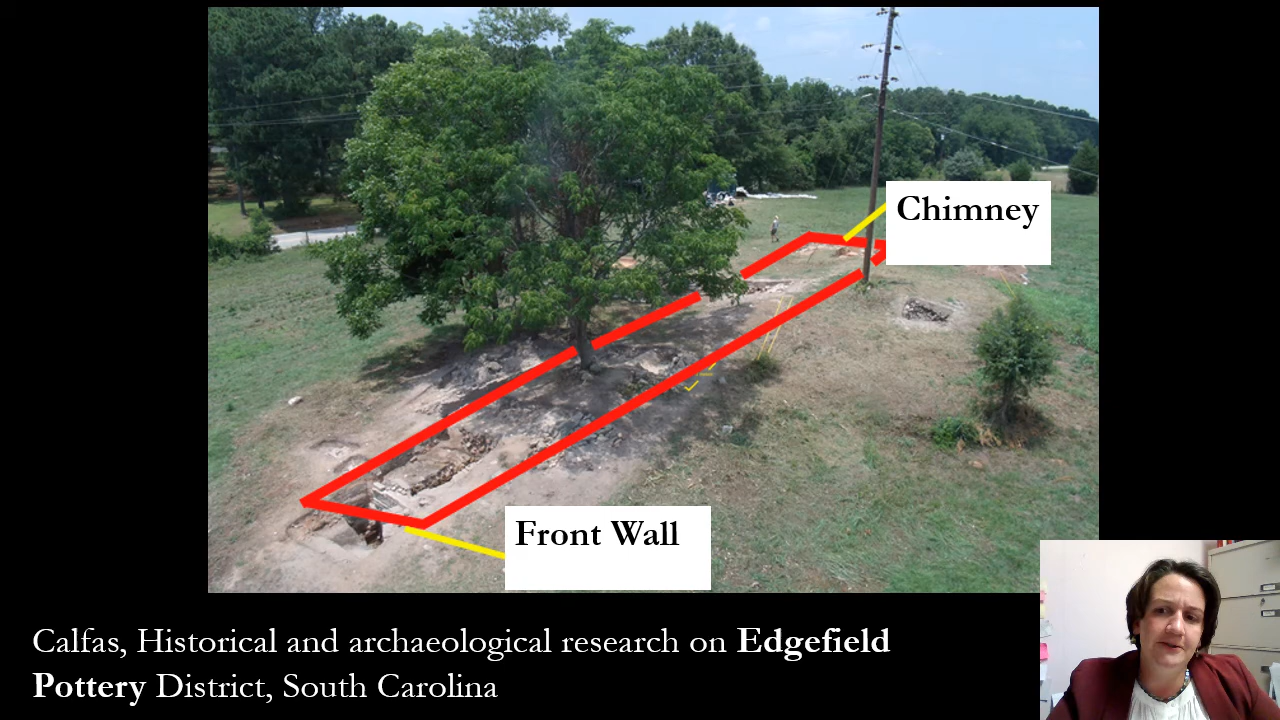 Chimney
Front Wall
Calfas, Historical and archaeological research on Edgefield
Pottery District, South Carolina